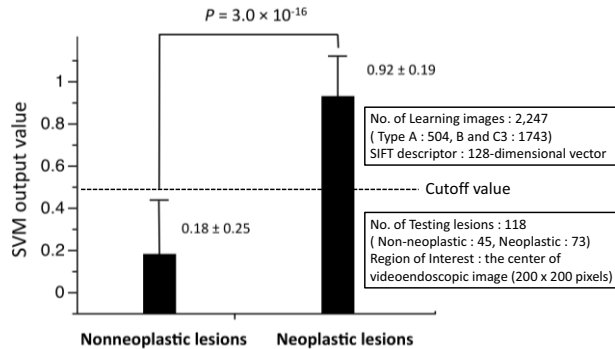 P = 3.0 × 10⁻¹⁶
SVM output value
1
0.8
0.6
0.4
0.2
0
0.92 ± 0.19
0.18 ± 0.25
No. of Learning images : 2,247
( Type A : 504, B and C3 : 1743)
SIFT descriptor : 128-dimensional vector
Cutoff value
No. of Testing lesions : 118
( Non-neoplastic : 45, Neoplastic : 73)
Region of Interest : the center of
videoendoscopic image (200 x 200 pixels)
Nonneoplastic lesions
Neoplastic lesions